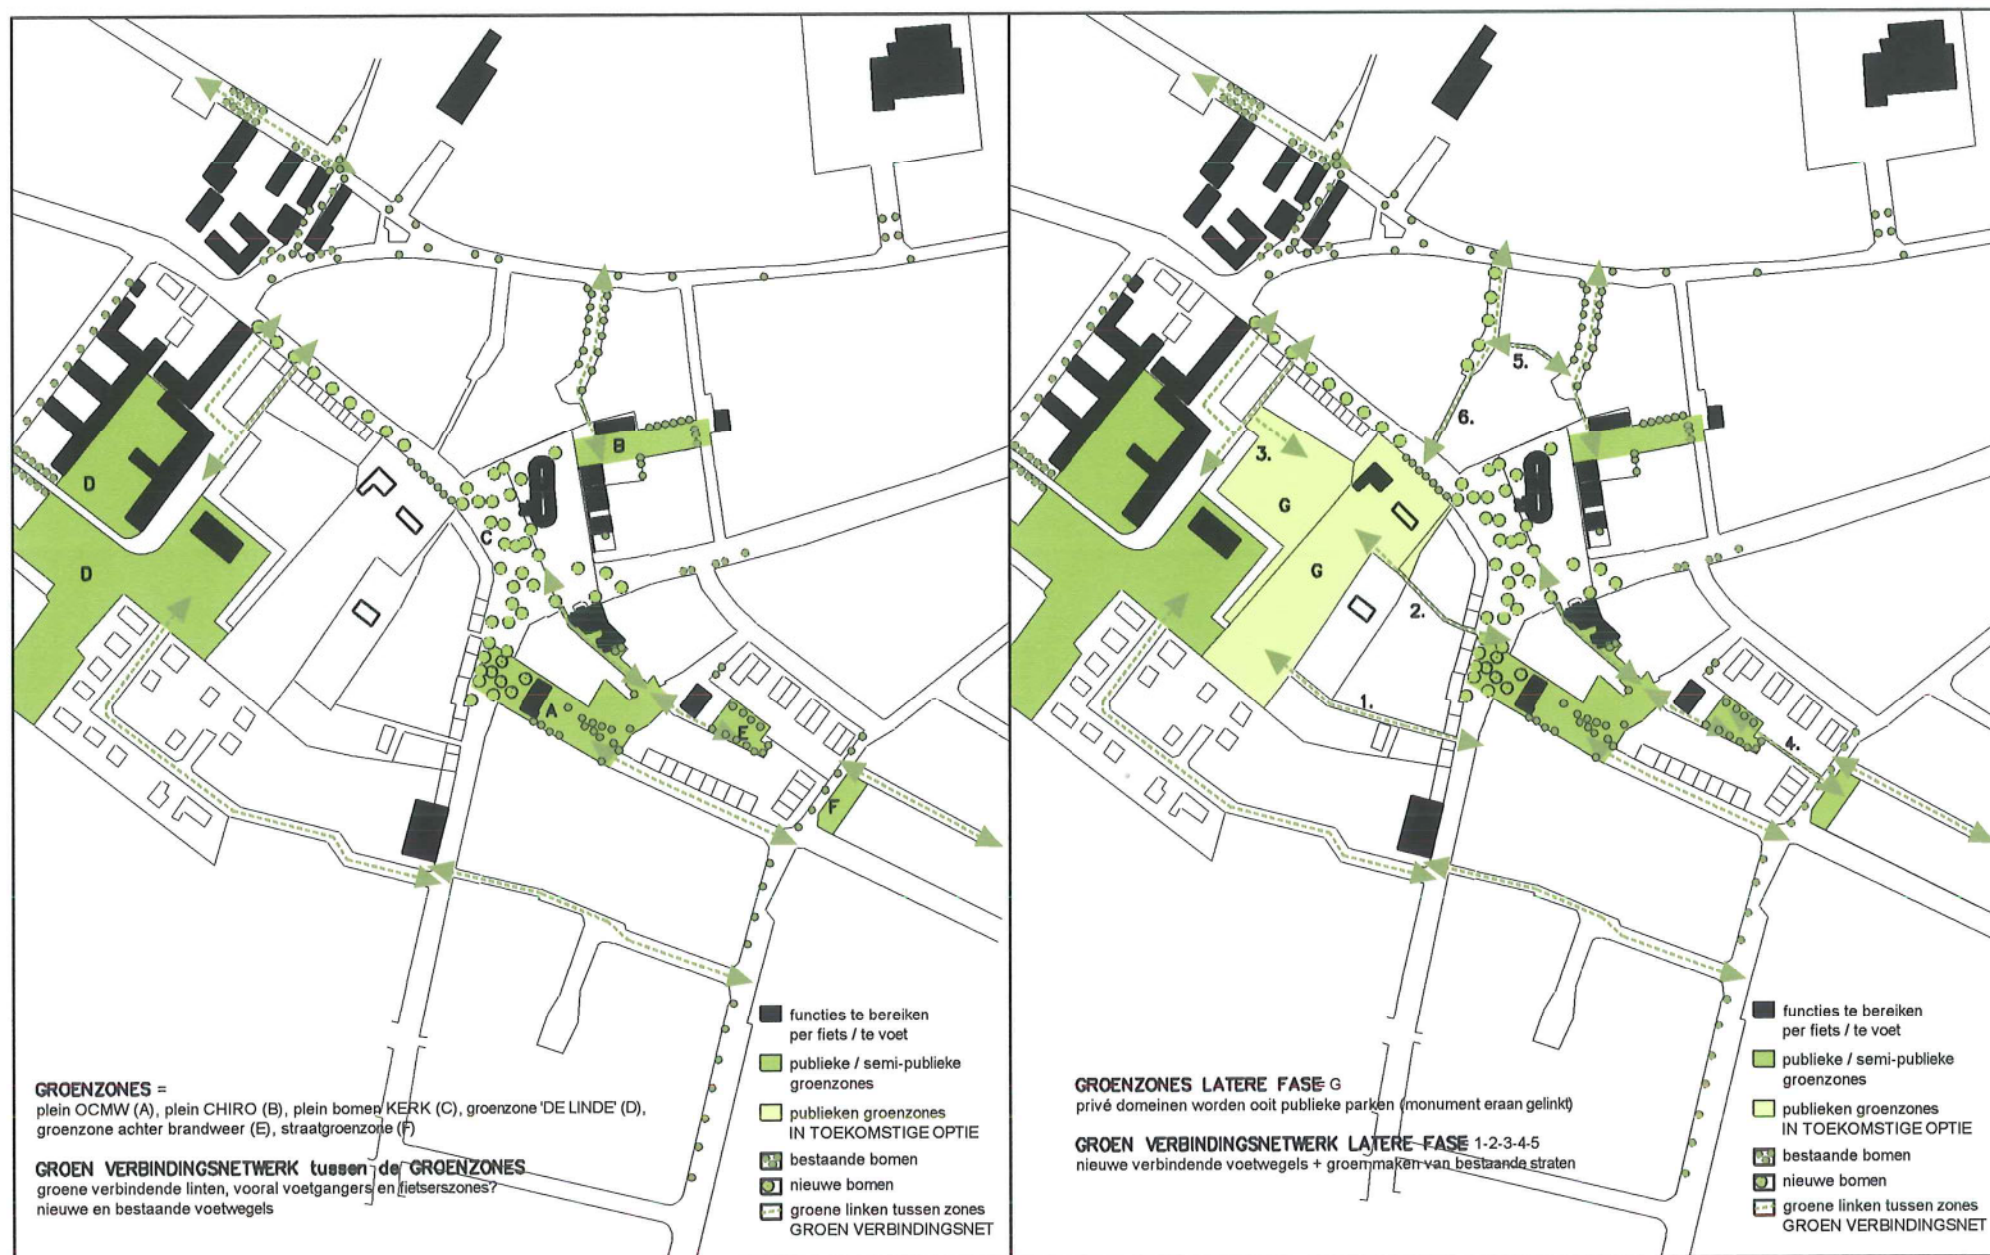 D
D
B
C
A
E
F
GROENZONES =
plein OCMW (A), plein CHIRO (B), plein bomen KERK (C), groenzone 'DE LINDE' (D),
groenzone achter brandweer (E), straatgroenzone (F)
GROEN VERBINDINGSNETWERK tussen de GROENZONES
groene verbindende linten, vooral voetgangers en fietserszones?
nieuwe en bestaande voetwegels
functies te bereiken
per fiets / te voet
publieke / semi-publieke
groenzones
publieken groenzones
IN TOEKOMSTIGE OPTIE
bestaande bomen
nieuwe bomen
groene linken tussen zones
GROEN VERBINDINGSNET
5.
6.
3.
G
G
2.
1.
4.
GROENZONES LATERE FASE= G
privé domeinen worden ooit publieke parken (monument eraan gelinkt)
GROEN VERBINDINGSNETWERK LATERE FASE 1-2-3-4-5
nieuwe verbindende voetwegels + groen maken van bestaande straten
functies te bereiken
per fiets / te voet
publieke / semi-publieke
groenzones
publieken groenzones
IN TOEKOMSTIGE OPTIE
bestaande bomen
nieuwe bomen
groene linken tussen zones
GROEN VERBINDINGSNET